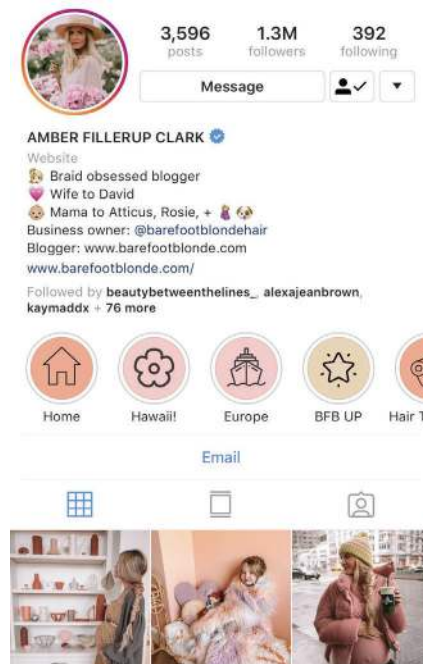 3,596 1.3M 392
posts followers following
Message
AMBER FILLERUP CLARK
Website
Braid obsessed blogger
Wife to David
Mama to Atticus, Rosie, +
Business owner: @barefootblondehair
Blogger: www.barefootblonde.com
www.barefootblonde.com/
Followed by beautybetweenthelines_, alexajeanbrown,
kaymaddx + 76 more
Home Hawaii! Europe BFB UP Hair T
Email